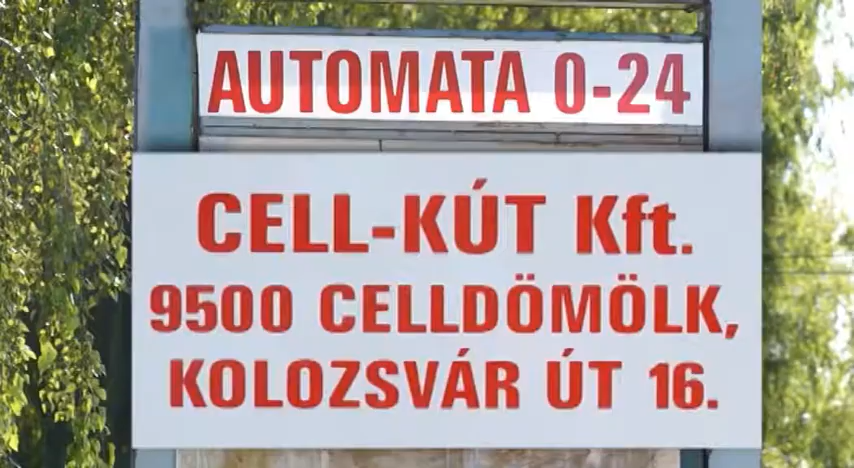 AUTOMATA 0-24
CELL-KÚT Kft.
9500 CELLDÖMÖLK,
KOLOZSVÁR ÚT 16.